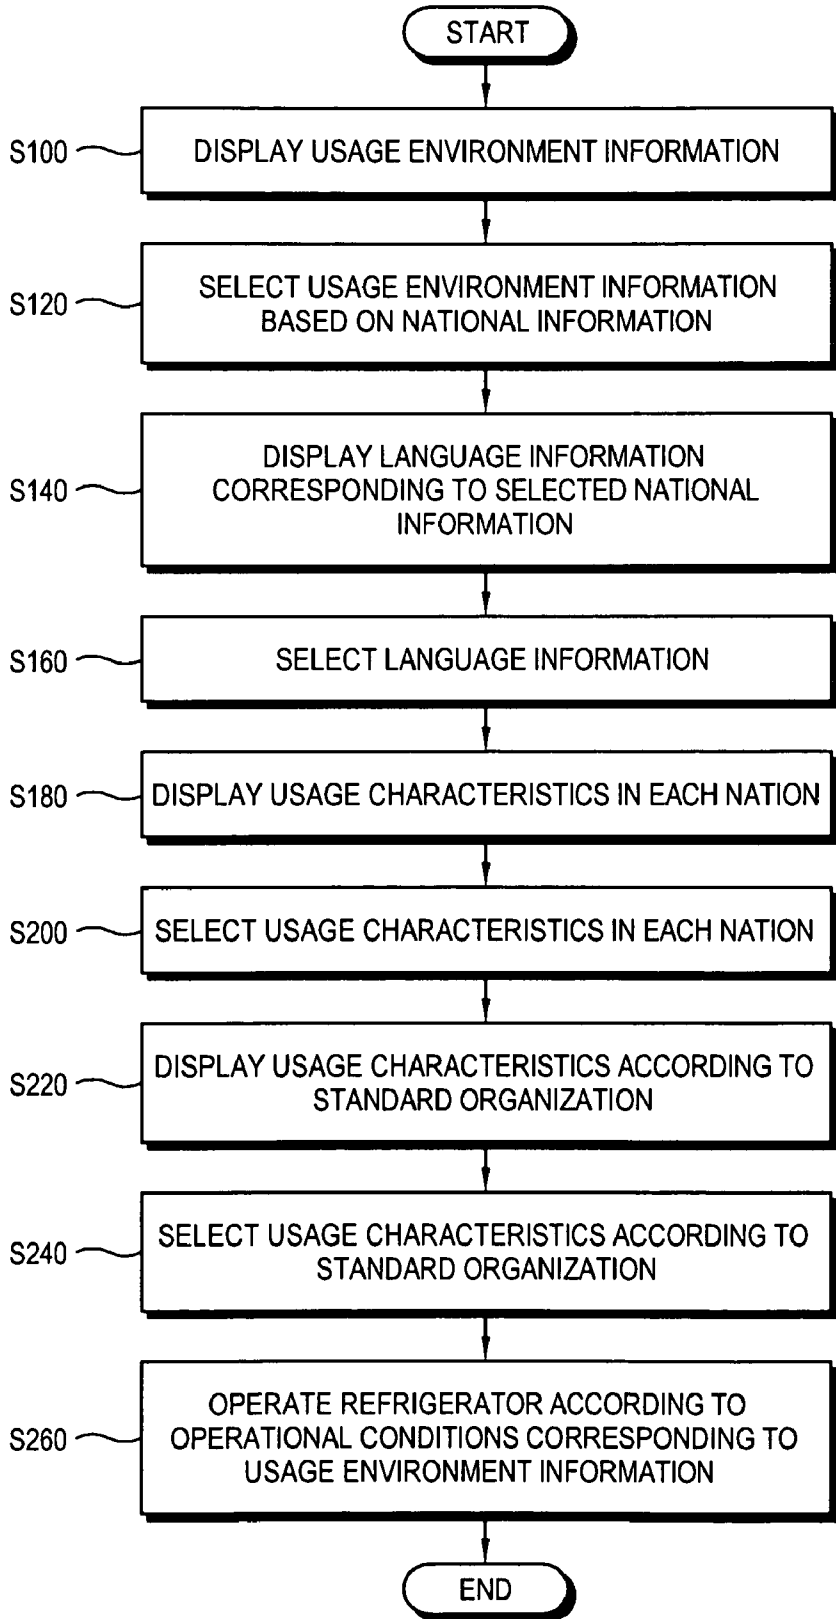 START
S100
DISPLAY USAGE ENVIRONMENT INFORMATION
S120
SELECT USAGE ENVIRONMENT INFORMATION
BASED ON NATIONAL INFORMATION
S140
DISPLAY LANGUAGE INFORMATION
CORRESPONDING TO SELECTED NATIONAL
INFORMATION
S160
SELECT LANGUAGE INFORMATION
S180
DISPLAY USAGE CHARACTERISTICS IN EACH NATION
S200
SELECT USAGE CHARACTERISTICS IN EACH NATION
S220
DISPLAY USAGE CHARACTERISTICS ACCORDING TO
STANDARD ORGANIZATION
S240
SELECT USAGE CHARACTERISTICS ACCORDING TO
STANDARD ORGANIZATION
S260
OPERATE REFRIGERATOR ACCORDING TO
OPERATIONAL CONDITIONS CORRESPONDING TO
USAGE ENVIRONMENT INFORMATION
END